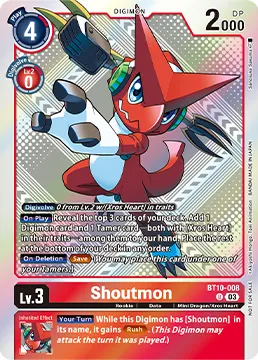 DIGIMON
Play
4
2000
DP
Digivolve
Lv.2
0
Digivolve 0 from Lv.2 w/[Xros Heart] in traits
On Play Reveal the top 3 cards of your deck. Add 1
Digimon card and 1 Tamer card—both with [Xros Heart]
in their traits—among them to your hand. Place the rest
at the bottom of your deck in any order.
On Deletion Save (You may place this card under one of
your Tamers.)
Lv.3
Shoutmon
BT10-008
U 03
Rookie
Data
Mini Dragon/Xros Heart
Inherited Effect
Your Turn While this Digimon has [Shoutmon] in
its name, it gains Rush. (This Digimon may
attack the turn it was played.)
BANDAI MADE IN JAPAN
NOT FOR SALE